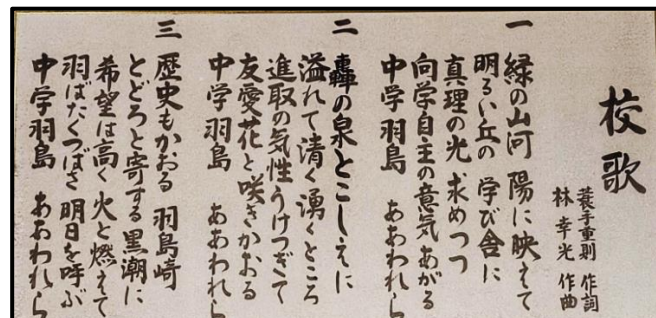 校歌
蓑手重則 作詞
林 幸光 作曲
一 緑の山河 陽に映えて
明るい丘の 学び舎に
真理の光 求めつつ
向学自主の意気あがる
中学羽島 ああわれら
二 轟の泉とこしえに
溢れて清く湧くところ
進取の気性うけつぎて
友愛花と咲きかおる
中学羽島 ああわれら
三 歴史もかおる 羽島崎
とどろと寄する 黒潮に
希望は高く 火と燃えて
羽ばたくつばさ 明日を呼ぶ
中学羽島 ああわれら